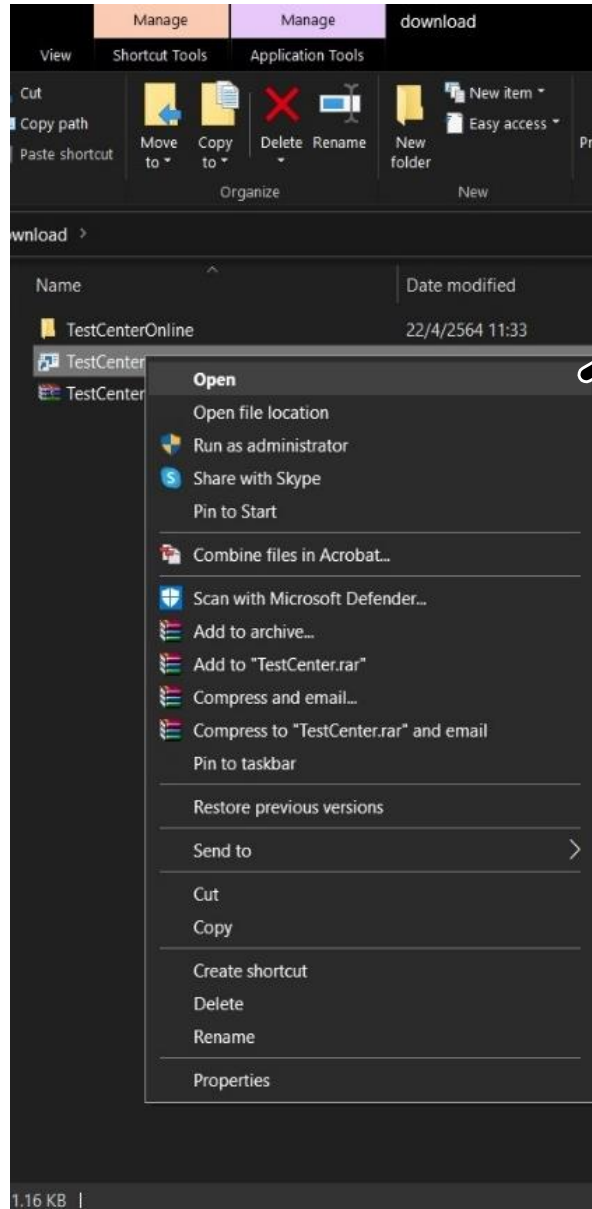 Manage Manage download
View Shortcut Tools Application Tools
Cut
Copy path
Paste shortcut
Move to
Copy to
Delete
Rename
New folder
New item
Easy access
Organize
New
wnload >
Name Date modified
TestCenterOnline 22/4/2564 11:33
TestCenter
TestCenter
Open
Open file location
Run as administrator
Share with Skype
Pin to Start
Combine files in Acrobat...
Scan with Microsoft Defender...
Add to archive...
Add to "TestCenter.rar"
Compress and email...
Compress to "TestCenter.rar" and email
Pin to taskbar
Restore previous versions
Send to
Cut
Copy
Create shortcut
Delete
Rename
Properties
1.16 KB